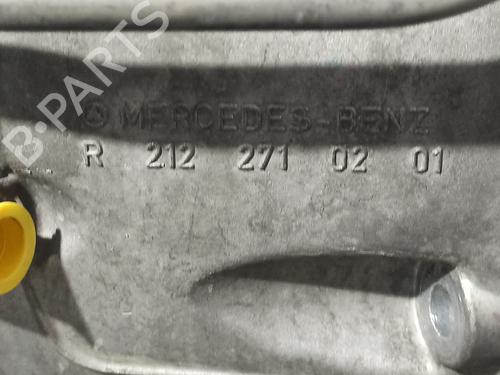 B-PARTS
MERCEDES-BENZ
R 212 271 02 01